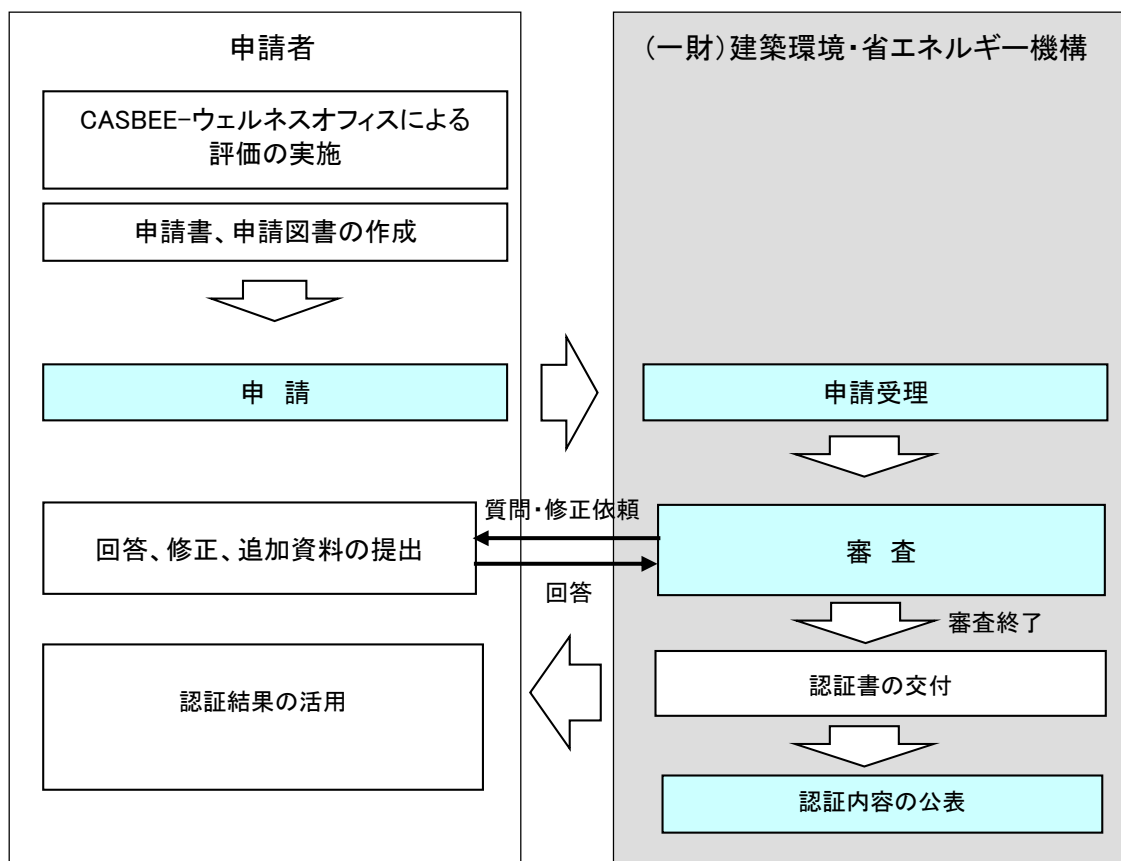 申請者
CASBEE-ウェルネスオフィスによる
評価の実施
申請書、申請図書の作成
申 請
回答、修正、追加資料の提出
認証結果の活用
質問・修正依頼
回答
(一財)建築環境・省エネルギー機構
申請受理
審 査
審査終了
認証書の交付
認証内容の公表